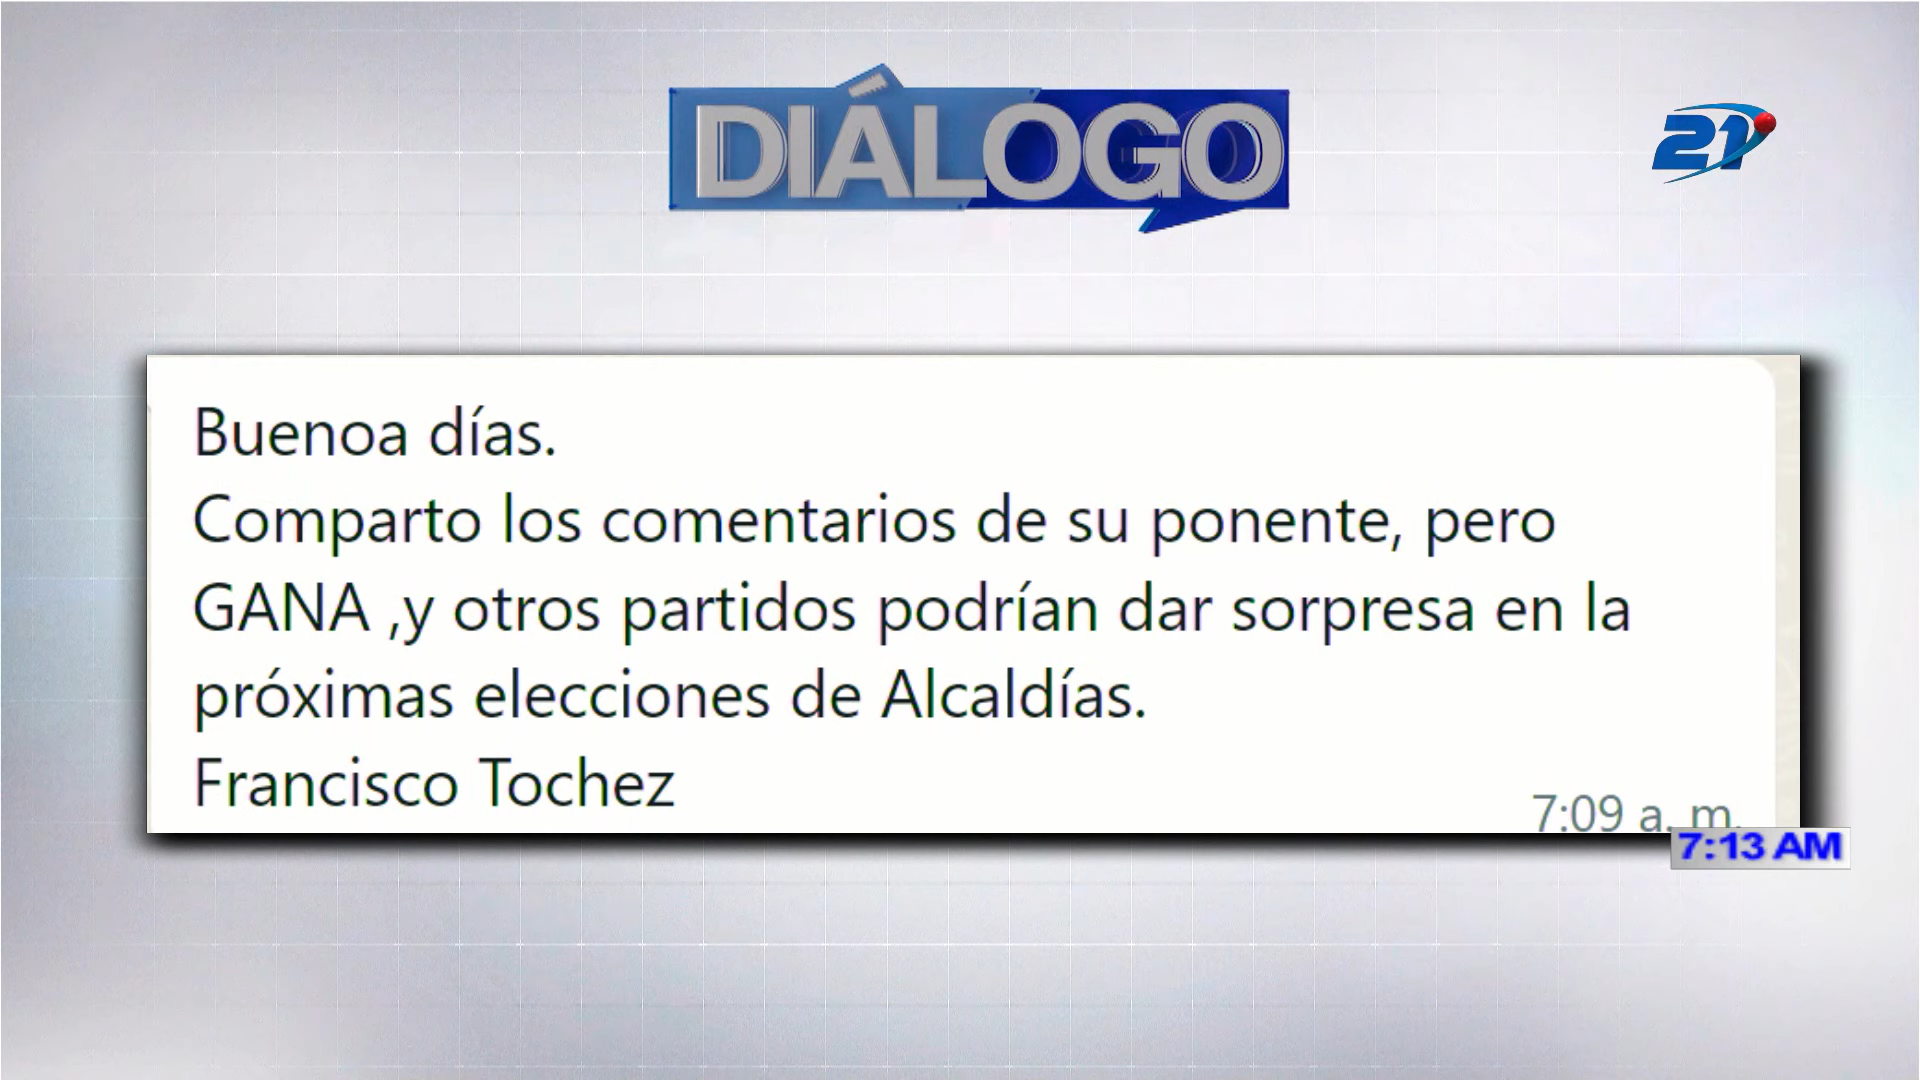 DIÁLOGO
21
Buenoa días.
Comparto los comentarios de su ponente, pero
GANA ,y otros partidos podrían dar sorpresa en la
próximas elecciones de Alcaldías.
Francisco Tochez
7:09 a. m.
7:13 AM